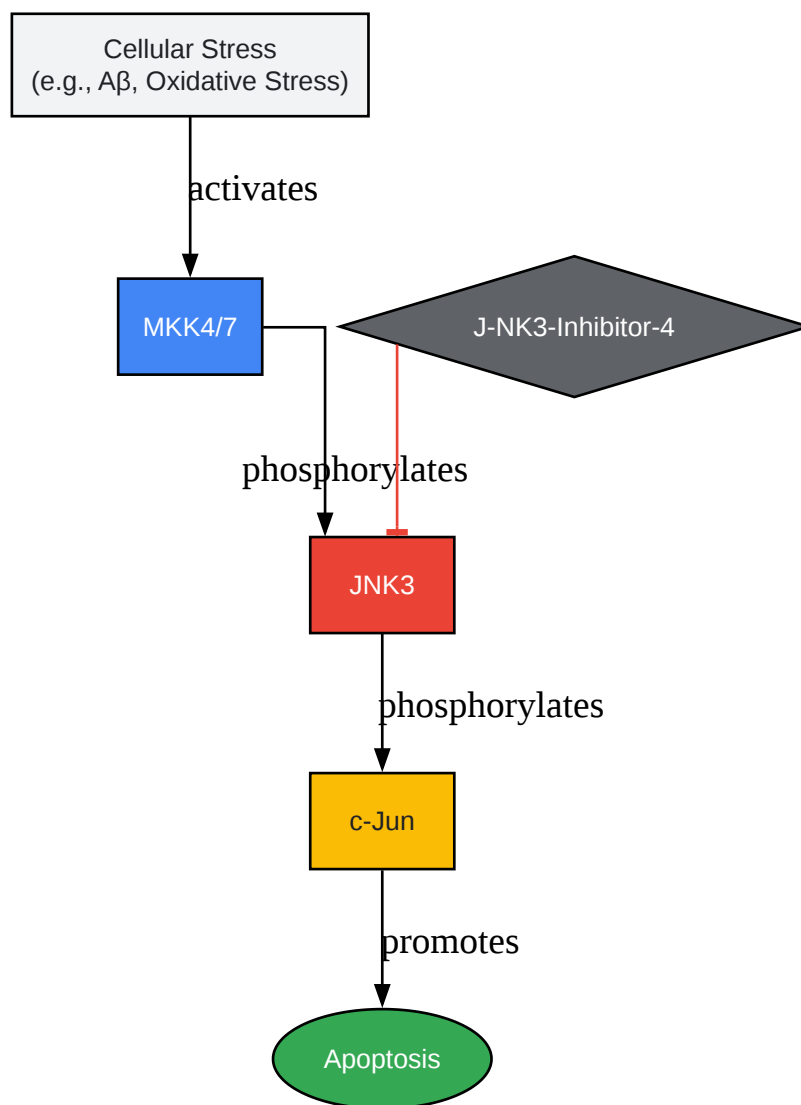 Cellular Stress
(e.g., Aβ, Oxidative Stress)
activates
MKK4/7
J-NK3-Inhibitor-4
phosphorylates
JNK3
phosphorylates
c-Jun
promotes
Apoptosis